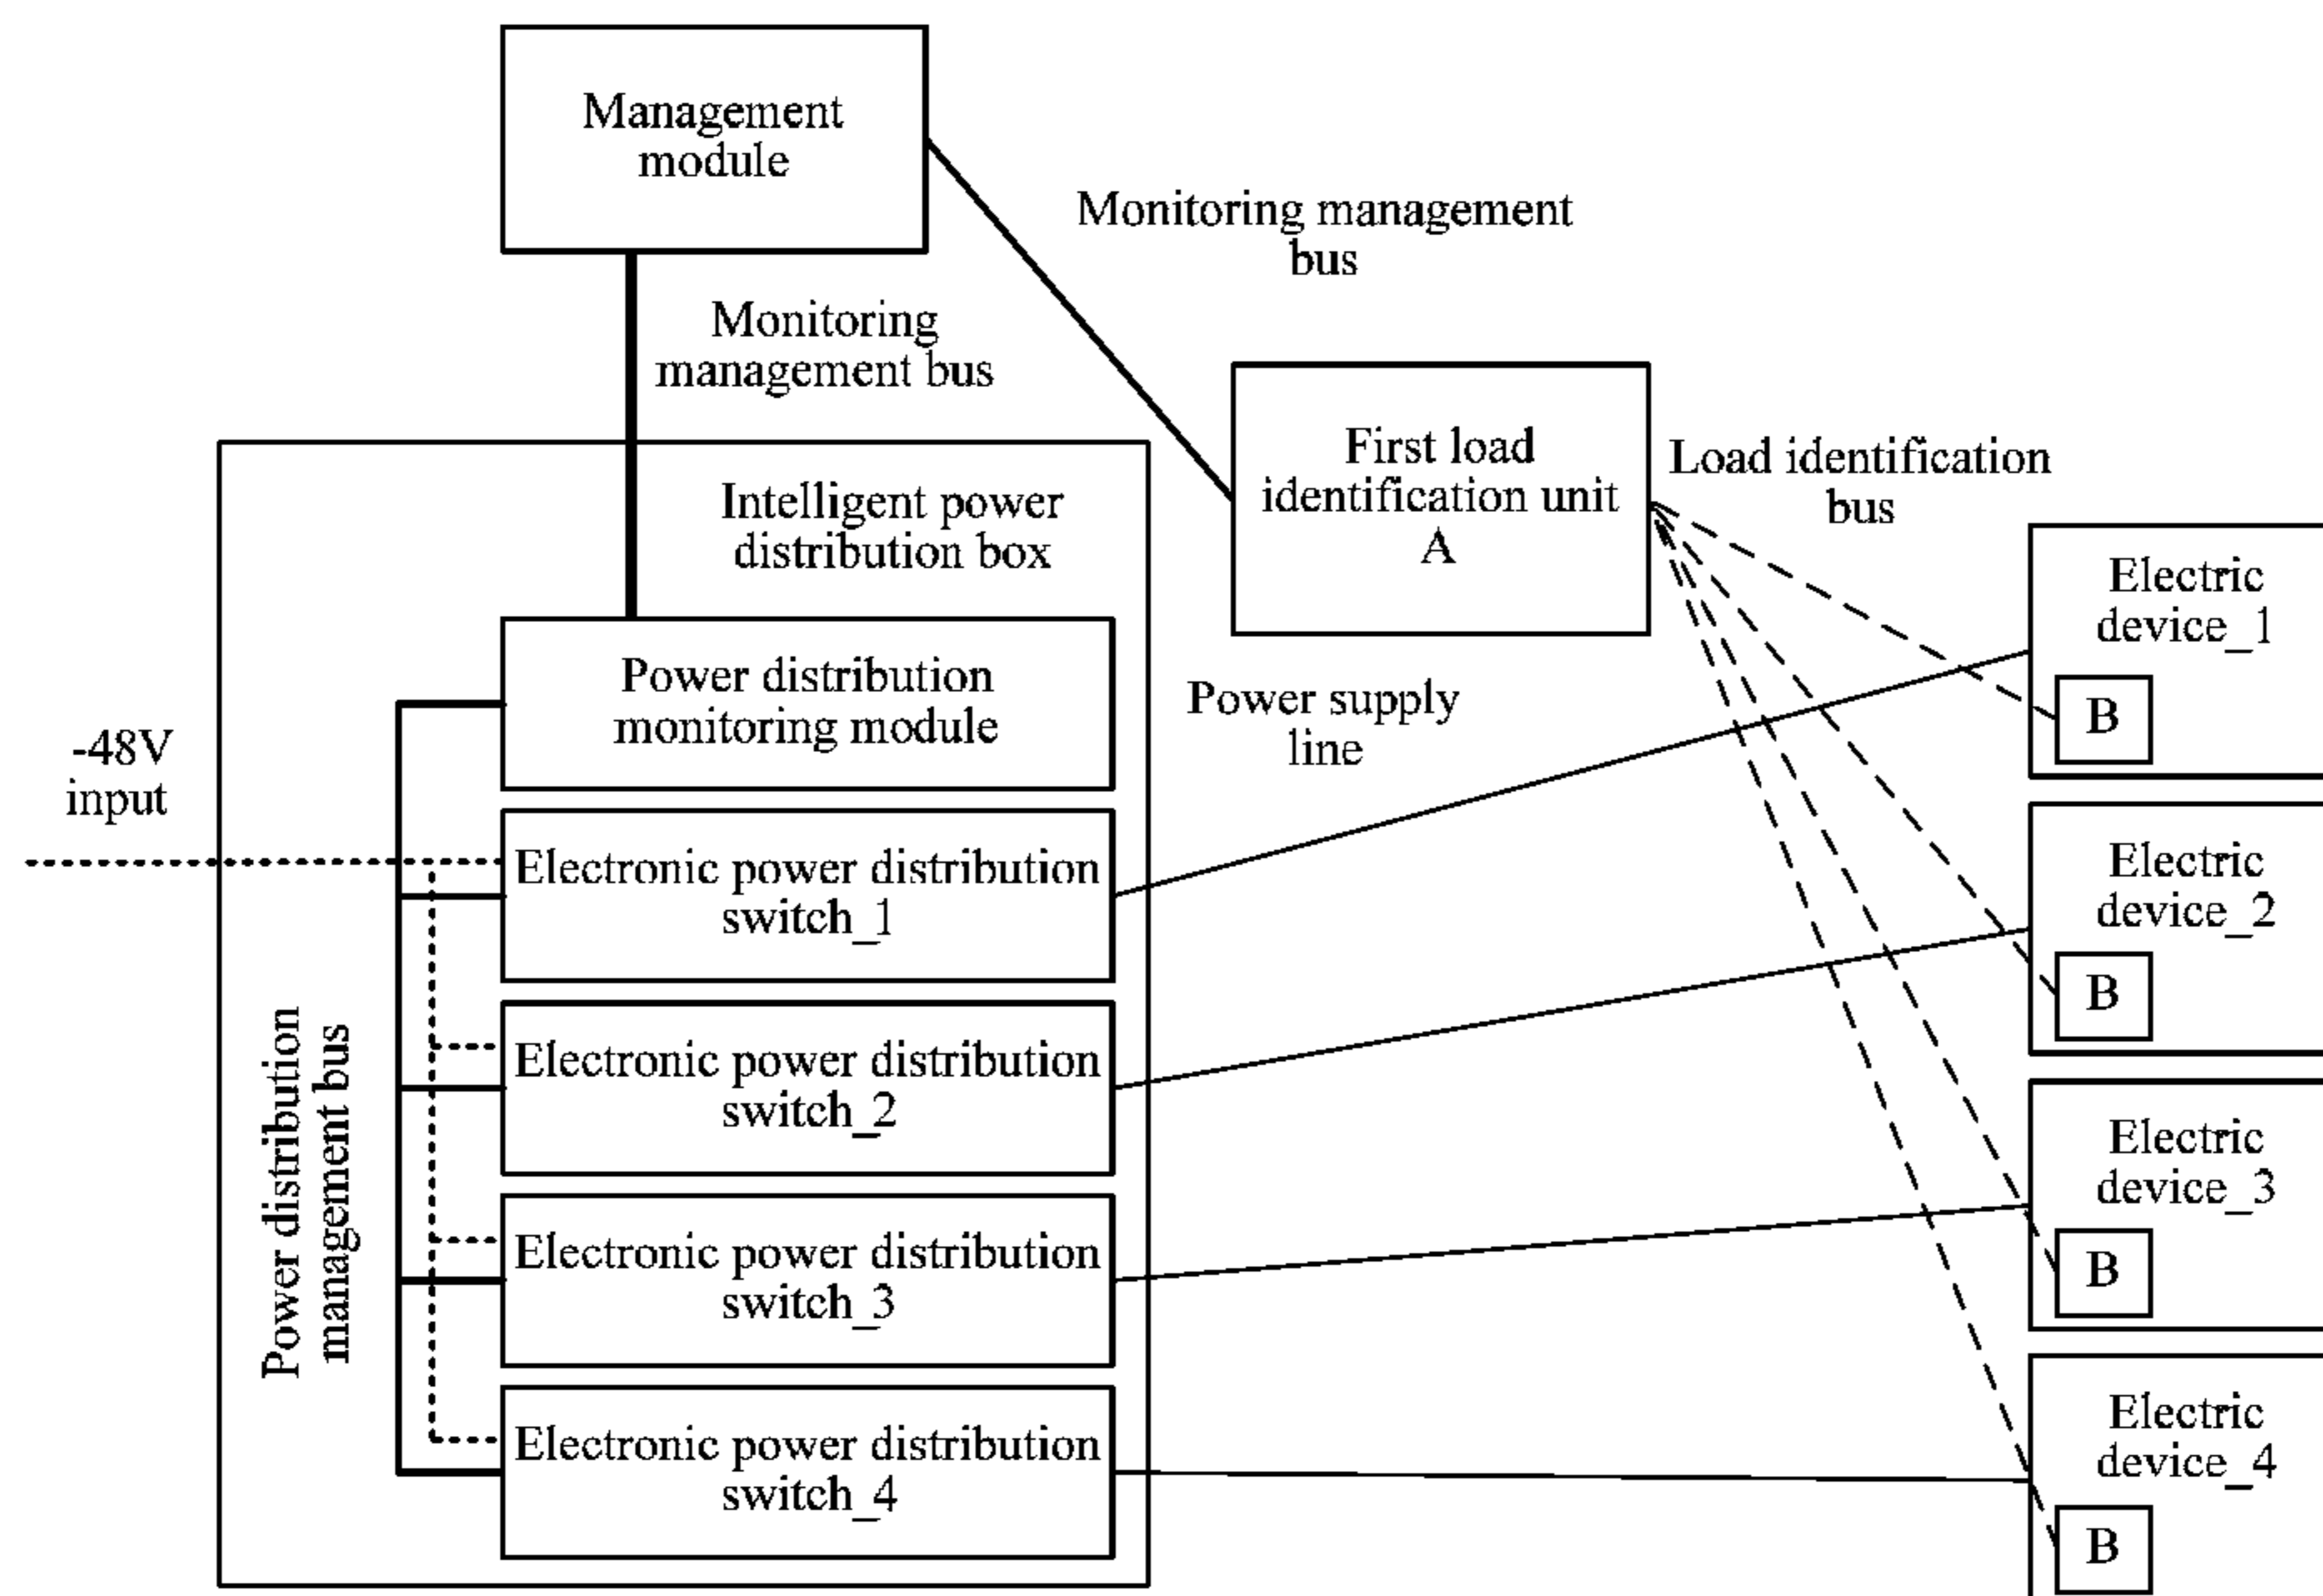 Management
module
Monitoring management
bus
Monitoring
management bus
First load
identification unit
A
Load identification
bus
Intelligent power
distribution box
Electric
device_1
B
Power distribution
monitoring module
Power supply
line
-48V
input
Electronic power distribution
switch_1
Electric
device_2
B
Power distribution
management bus
Electronic power distribution
switch_2
Electric
device_3
B
Electronic power distribution
switch_3
Electric
device_4
B
Electronic power distribution
switch_4